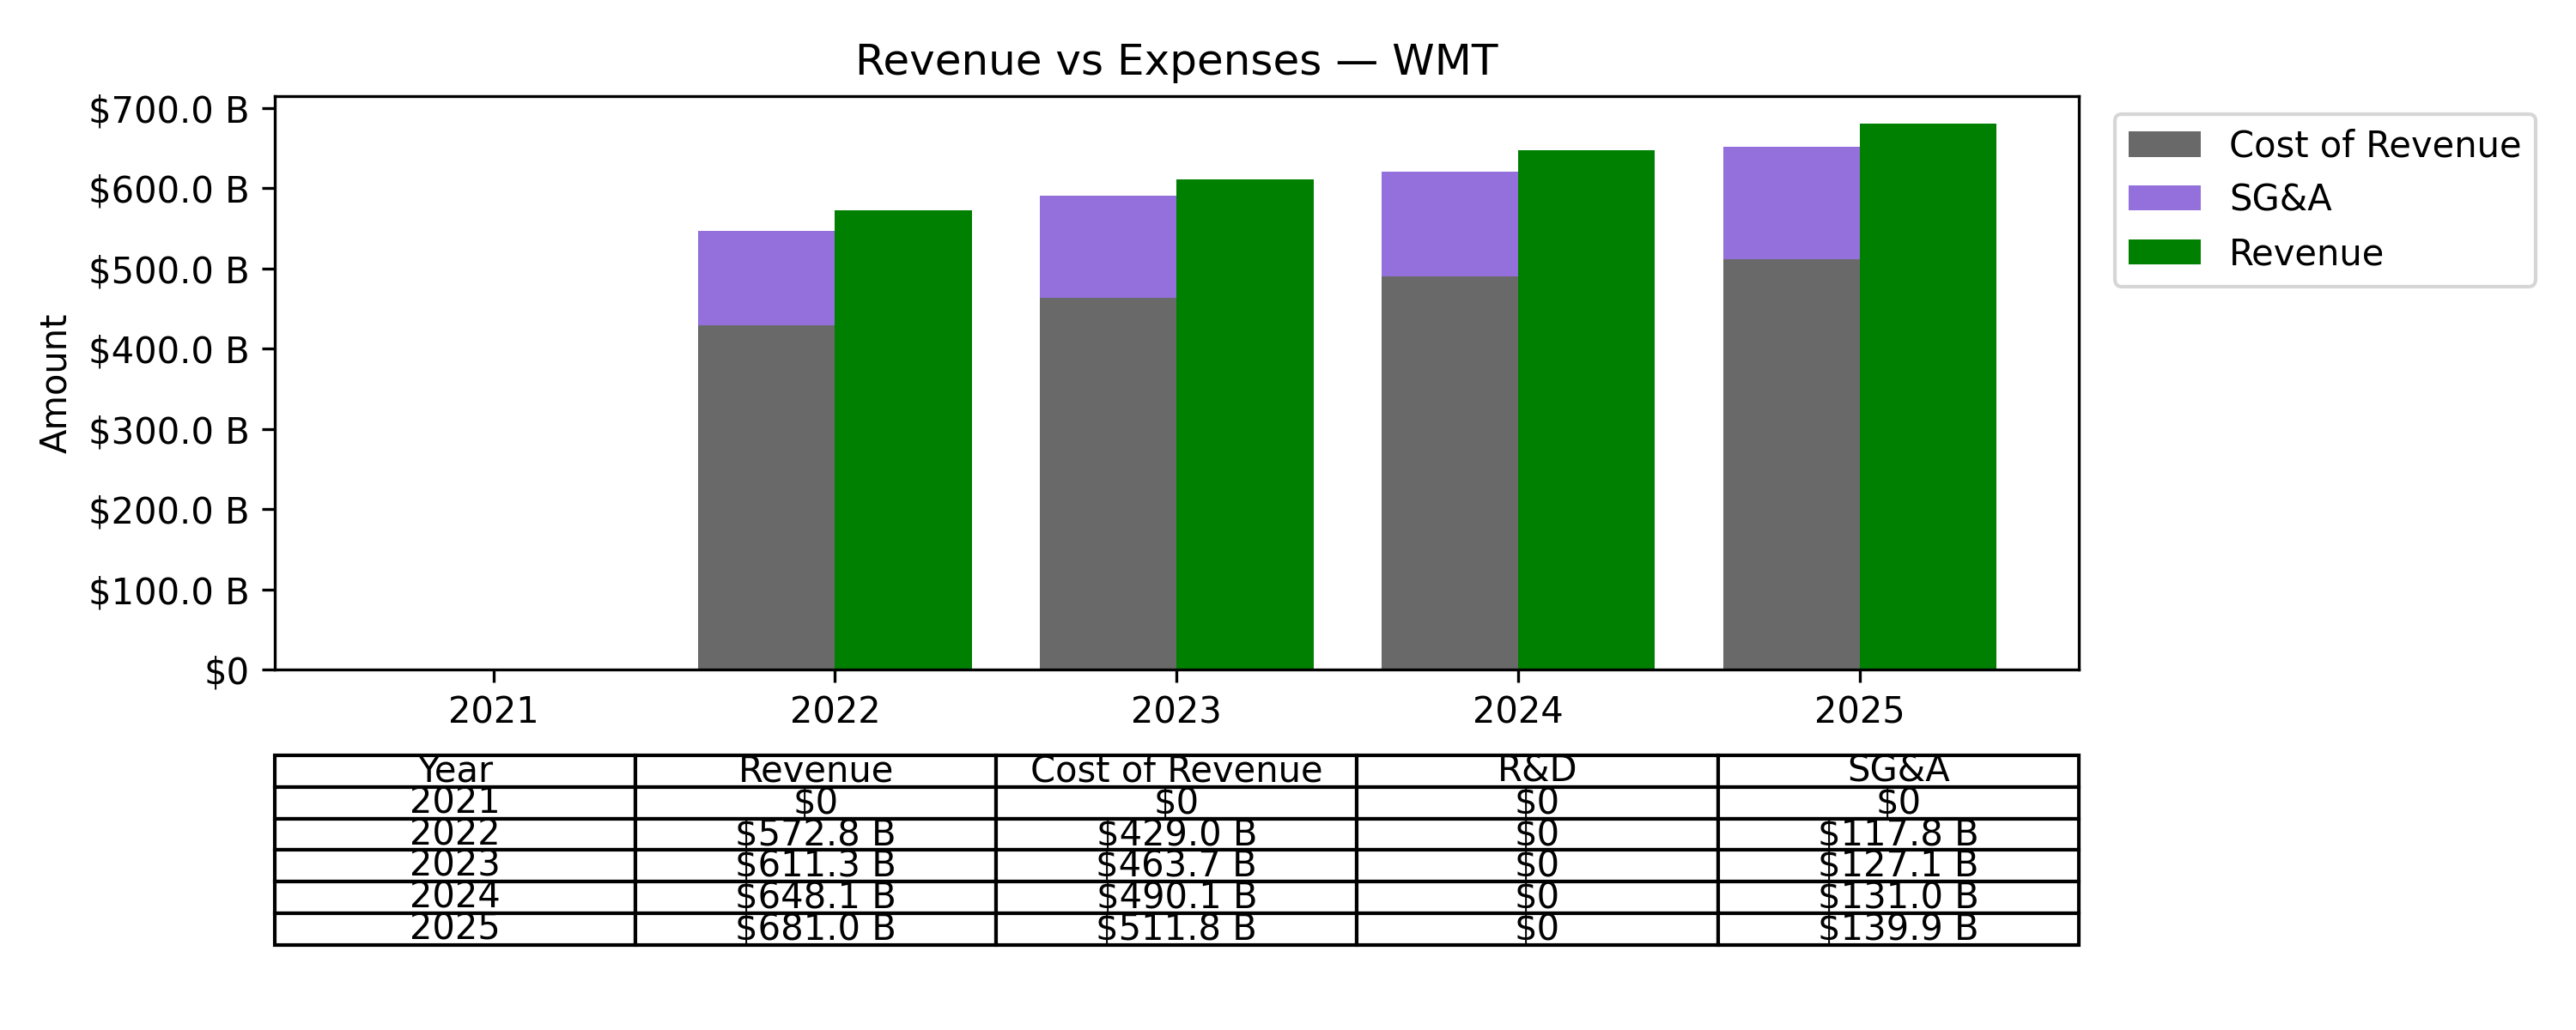 Revenue vs Expenses — WMT
$700.0 B
$600.0 B
$500.0 B
$400.0 B
$300.0 B
$200.0 B
$100.0 B
$0
Amount
2021 2022 2023 2024 2025
Cost of Revenue
SG&A
Revenue
Year Revenue Cost of Revenue R&D SG&A
2021 $0 $0 $0 $0
2022 $572.8 B $429.0 B $0 $117.8 B
2023 $611.3 B $463.7 B $0 $127.1 B
2024 $648.1 B $490.1 B $0 $131.0 B
2025 $681.0 B $511.8 B $0 $139.9 B